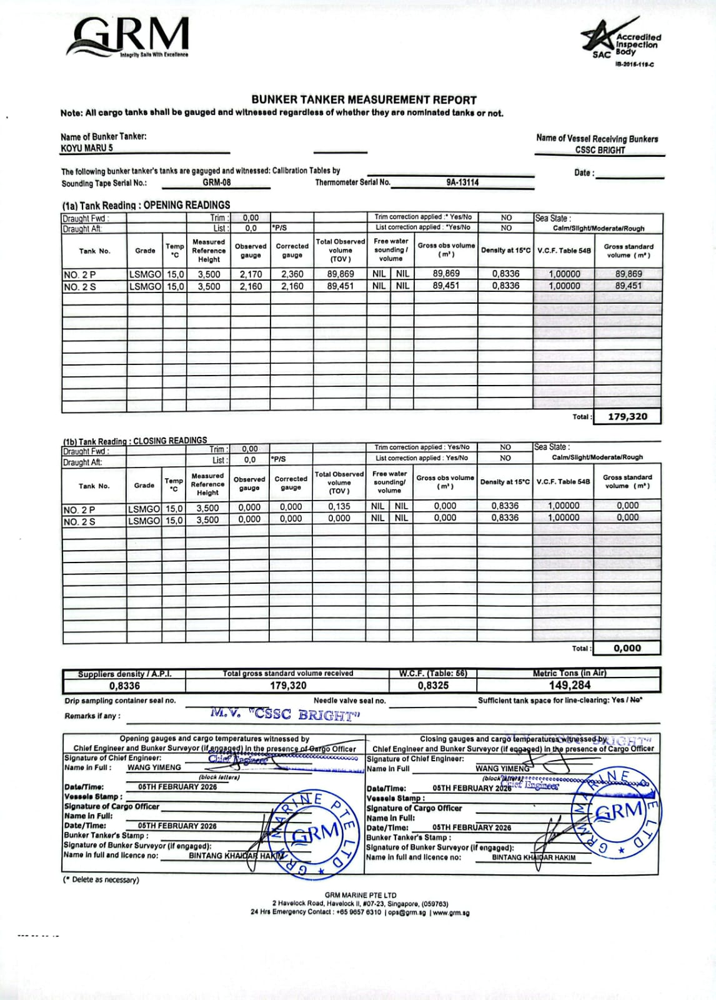 GRM
Integrity Sails With Excellence
Accredited
Inspection
Body
SAC
IB-2015-119-C
BUNKER TANKER MEASUREMENT REPORT
Note: All cargo tanks shall be gauged and witnessed regardless of whether they are nominated tanks or not.
Name of Bunker Tanker:
KOYU MARU 5
Name of Vessel Receiving Bunkers
CSSC BRIGHT
The following bunker tanker's tanks are gaguged and witnessed: Calibration Tables by
Date :
Sounding Tape Serial No.: GRM-08 Thermometer Serial No. 9A-13114
(1a) Tank Reading : OPENING READINGS
Draught Fwd : Trim : 0,00 Trim correction applied :* Yes/No NO Sea State :
Draught Aft: List : 0,0 *P/S List correction applied : *Yes/No NO Calm/Slight/Moderate/Rough
Tank No. Grade Temp °C Measured Reference Height Observed gauge Corrected gauge Total Observed volume (TOV ) Free water sounding / volume Gross obs volume ( m³ ) Density at 15°C V.C.F. Table 54B Gross standard volume ( m³ )
NO. 2 P LSMGO 15,0 3,500 2,170 2,360 89,869 NIL NIL 89,869 0,8336 1,00000 89,869
NO. 2 S LSMGO 15,0 3,500 2,160 2,160 89,451 NIL NIL 89,451 0,8336 1,00000 89,451
Total : 179,320
(1b) Tank Reading : CLOSING READINGS
Draught Fwd : Trim : 0,00 Trim correction applied : Yes/No NO Sea State :
Draught Aft: List : 0,0 *P/S List correction applied : Yes/No NO Calm/Slight/Moderate/Rough
Tank No. Grade Temp °C Measured Reference Height Observed gauge Corrected gauge Total Observed volume (TOV) Free water sounding/ volume Gross obs volume ( m³ ) Density at 15°C V.C.F. Table 54B Gross standard volume ( m³ )
NO. 2 P LSMGO 15,0 3,500 0,000 0,000 0,135 NIL NIL 0,000 0,8336 1,00000 0,000
NO. 2 S LSMGO 15,0 3,500 0,000 0,000 0,000 NIL NIL 0,000 0,8336 1,00000 0,000
Total : 0,000
Suppliers density / A.P.I. Total gross standard volume received W.C.F. (Table: 56) Metric Tons (in Air)
0,8336 179,320 0,8325 149,284
Drip sampling container seal no. Needle valve seal no. Sufficient tank space for line-clearing: Yes / No*
Remarks if any : M.V. "CSSC BRIGHT"
Opening gauges and cargo temperatures witnessed by
Chief Engineer and Bunker Surveyor (if engaged) in the presence of Cargo Officer
Signature of Chief Engineer: Chief Engineer
Name in Full : WANG YIMENG
(block letters)
Date/Time: 05TH FEBRUARY 2026
Vessels Stamp :
Signature of Cargo Officer
Name in Full:
Date/Time: 05TH FEBRUARY 2026
Bunker Tanker's Stamp :
Signature of Bunker Surveyor (if engaged):
Name in full and licence no: BINTANG KHAIDAR HAKIM
GRM MARINE PTE LTD
GRM
Closing gauges and cargo temperatures witnessed by
Chief Engineer and Bunker Surveyor (if engaged) in the presence of Cargo Officer
Signature of Chief Engineer:
Name in Full WANG YIMENG
(block letters) Chief Engineer
Date/Time: 05TH FEBRUARY 2026
Vessels Stamp :
Signature of Cargo Officer
Name in Full:
Date/Time: 05TH FEBRUARY 2026
Bunker Tanker's Stamp :
Signature of Bunker Surveyor (if engaged):
Name in full and licence no: BINTANG KHAIDAR HAKIM
GRM MARINE PTE LTD
GRM
(* Delete as necessary)
GRM MARINE PTE LTD
2 Havelock Road, Havelock II, #07-23, Singapore, (059763)
24 Hrs Emergency Contact : +65 9657 6310 | ops@grm.sg | www.grm.sg